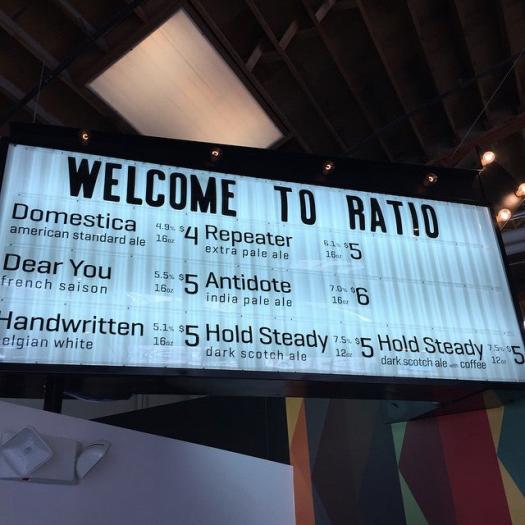 WELCOME TO RATIO
Domestica 4.9% 16oz $4
american standard ale
Repeater 6.1% 16oz $5
extra pale ale
Dear You 5.5% 16oz $5
french saison
Antidote 7.0% 16oz $6
india pale ale
Handwritten 5.1% 16oz $5
elgian white
Hold Steady 7.5% 12oz $5
dark scotch ale
Hold Steady 7.5% 12oz $5
dark scotch ale with coffee